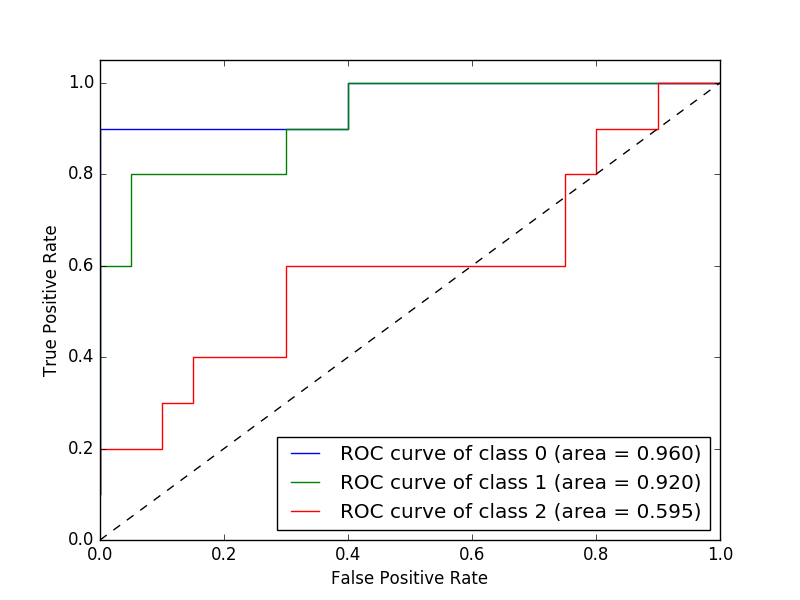 1.0
0.8
0.6
0.4
0.2
0.0
True Positive Rate
ROC curve of class 0 (area = 0.960)
ROC curve of class 1 (area = 0.920)
ROC curve of class 2 (area = 0.595)
0.0 0.2 0.4 0.6 0.8 1.0
False Positive Rate